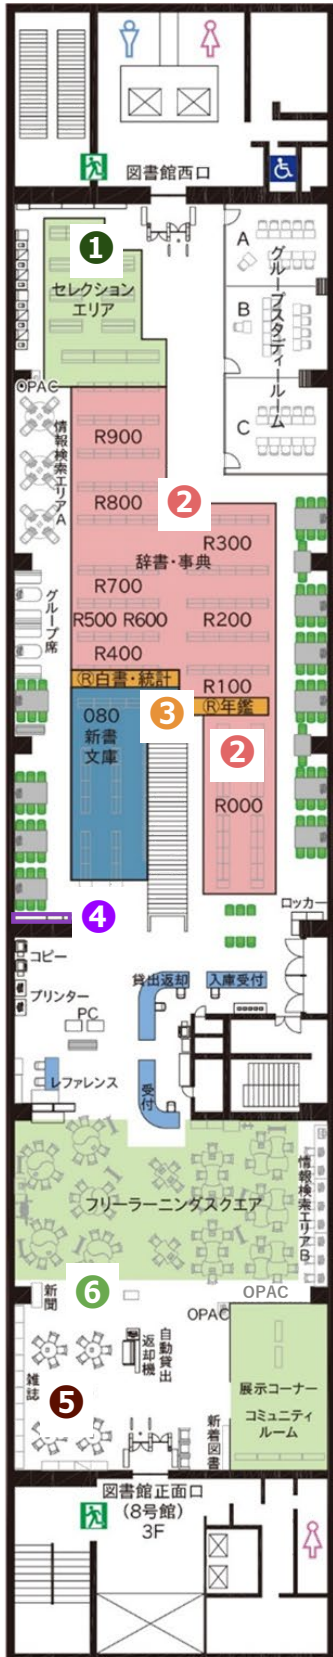 図書館西口
1
セレクション
エリア
A
B
C
グループスタディールーム
OPAC
情報検索エリアA
R900
R800
2
R300
辞書・事典
R700
R500 R600
R200
R400
グループ席
Ⓡ白書・統計
R100
Ⓡ年鑑
080
新書
文庫
3
2
R000
4
ロッカー
コピー
プリンター
PC
レファレンス
貸出返却
入庫受付
受付
フリーラーニングスクエア
情報検索エリアB
6
新聞
OPAC
OPAC
自動貸出
返却機
雑誌
5
展示コーナー
コミュニティ
ルーム
新着図書
図書館正面口
(8号館)
3F